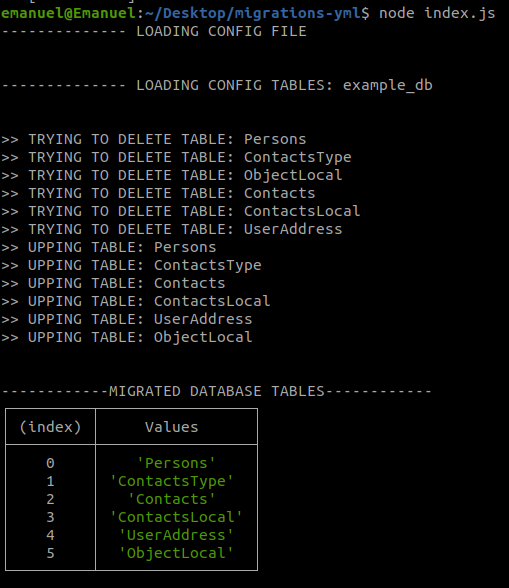 emanuel@Emanuel:~/Desktop/migrations-yml$ node index.js
-------------- LOADING CONFIG FILE
-------------- LOADING CONFIG TABLES: example_db
>> TRYING TO DELETE TABLE: Persons
>> TRYING TO DELETE TABLE: ContactsType
>> TRYING TO DELETE TABLE: ObjectLocal
>> TRYING TO DELETE TABLE: Contacts
>> TRYING TO DELETE TABLE: ContactsLocal
>> TRYING TO DELETE TABLE: UserAddress
>> UPPING TABLE: Persons
>> UPPING TABLE: ContactsType
>> UPPING TABLE: Contacts
>> UPPING TABLE: ContactsLocal
>> UPPING TABLE: UserAddress
>> UPPING TABLE: ObjectLocal
------------MIGRATED DATABASE TABLES------------
(index) Values
0 'Persons'
1 'ContactsType'
2 'Contacts'
3 'ContactsLocal'
4 'UserAddress'
5 'ObjectLocal'